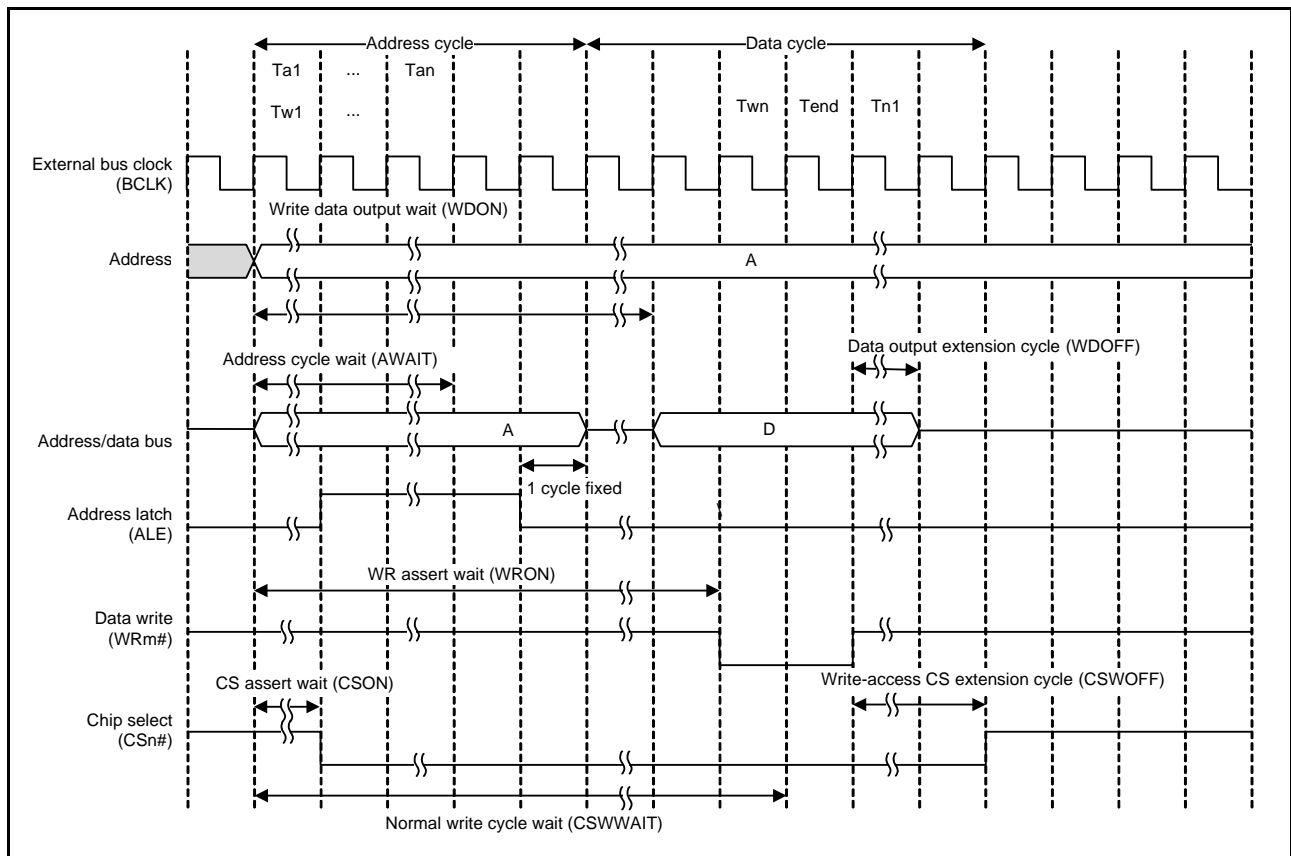 Address cycle
Data cycle
Ta1
...
Tan
Tw1
...
Twn
Tend
Tn1
External bus clock
(BCLK)
Write data output wait (WDON)
Address
A
Address cycle wait (AWAIT)
Data output extension cycle (WDOFF)
Address/data bus
A
D
1 cycle fixed
Address latch
(ALE)
WR assert wait (WRON)
Data write
(WRm#)
CS assert wait (CSON)
Write-access CS extension cycle (CSWOFF)
Chip select
(CSn#)
Normal write cycle wait (CSWWAIT)